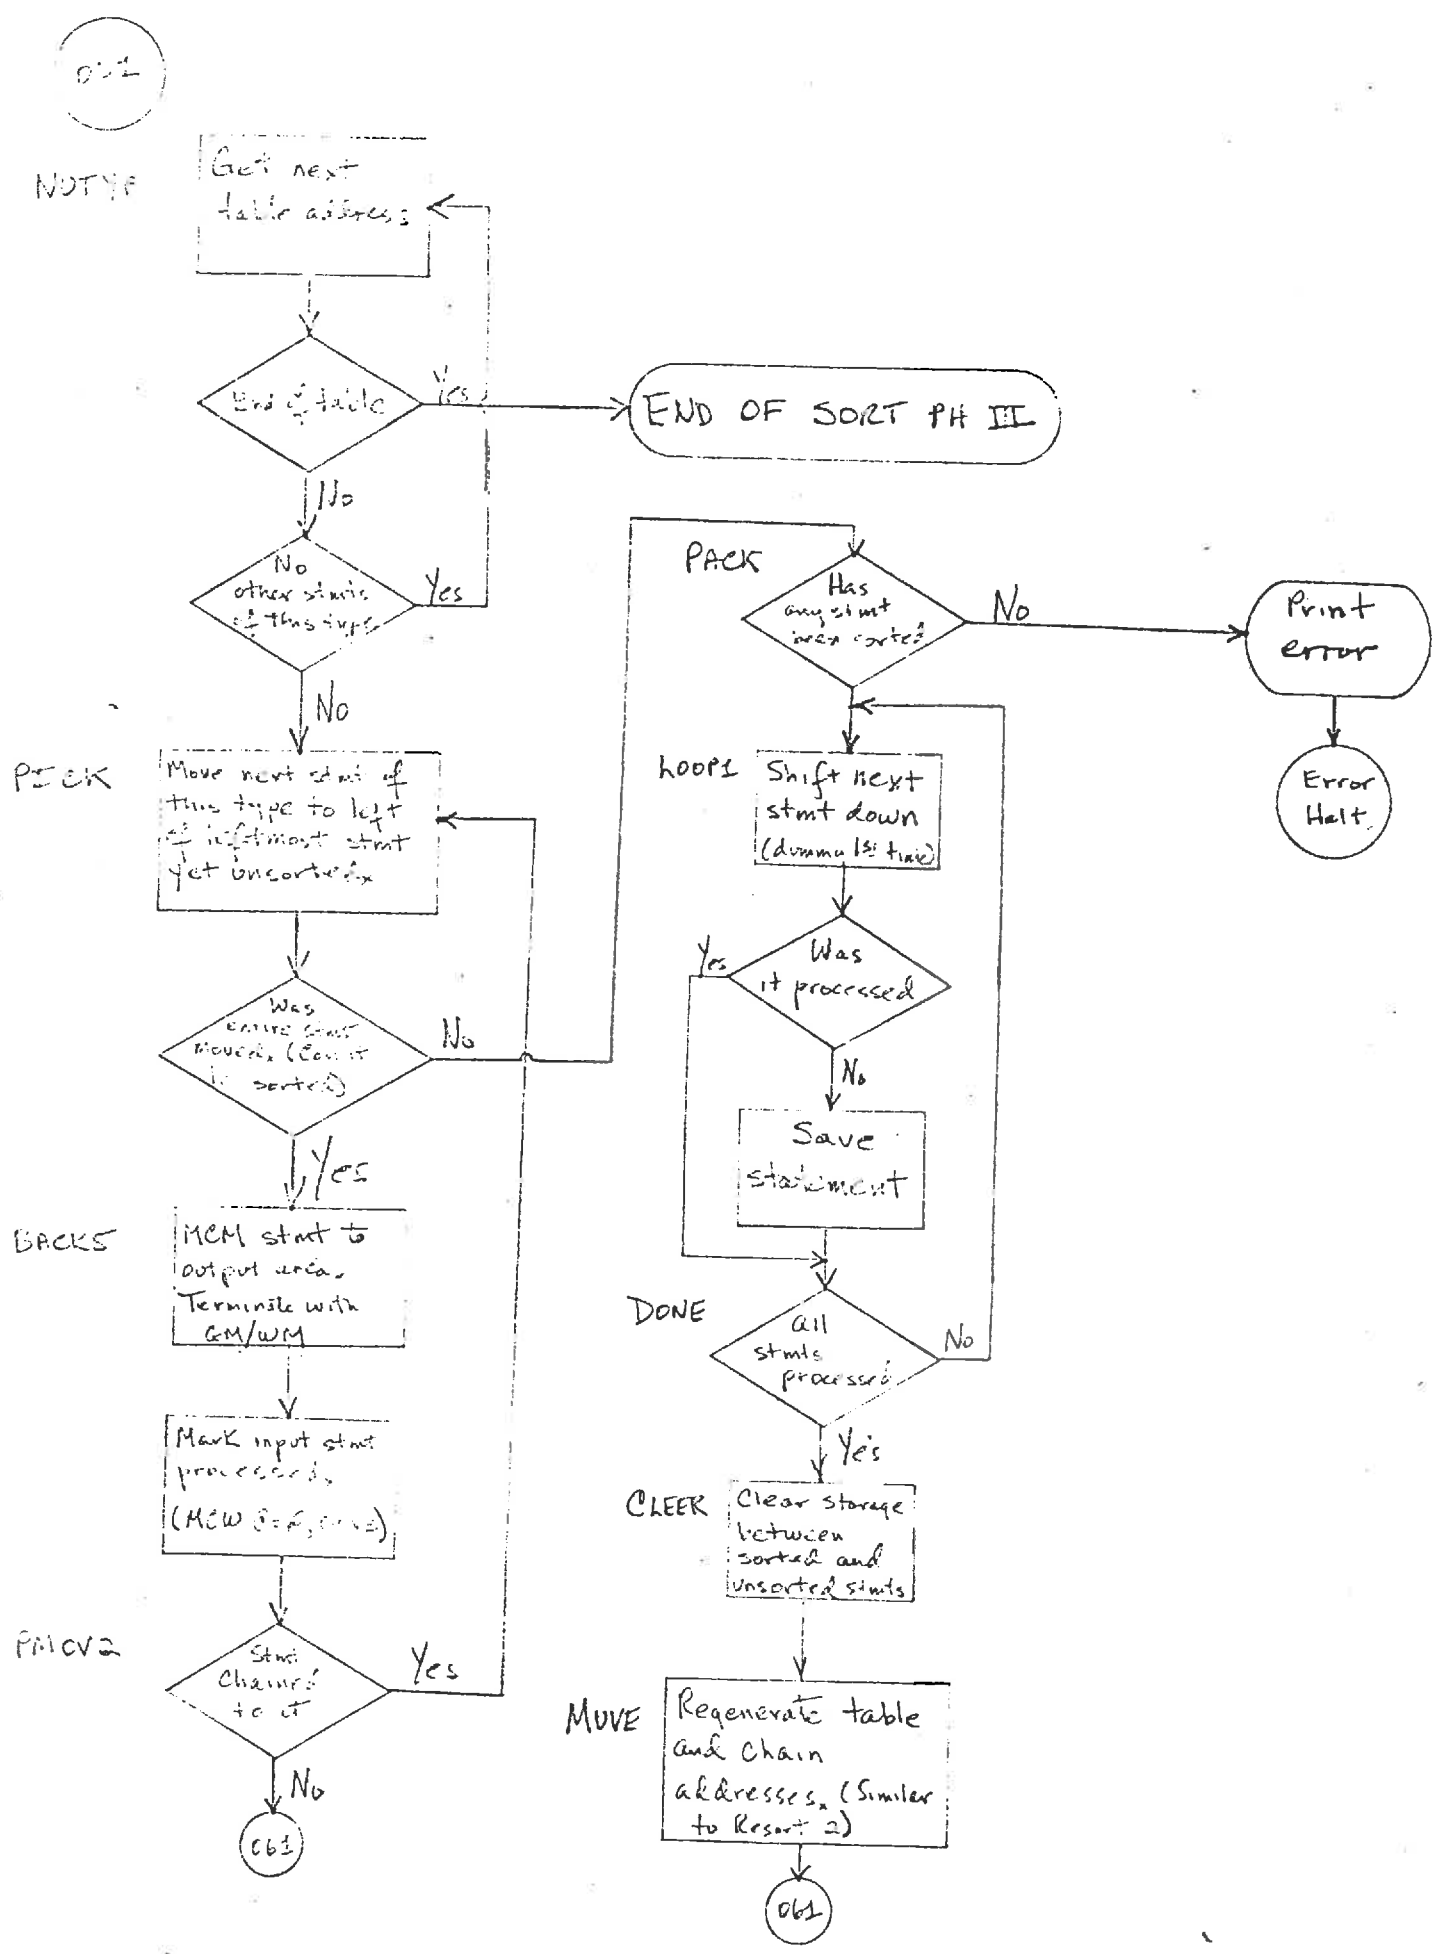 NOTYP
Get next
table address
End of table
Yes
END OF SORT PH III
No
No
other stmts
of this type
Yes
No
PICK
Move next stmt of
this type to left
of leftmost stmt
yet unsorted.
Was
entire stmt
moved. (Can it
be sorted)
No
Yes
BACK5
MCM stmt to
output area.
Terminate with
GM/WM
Mark input stmt
processed.
(MCW
PMOV2
Stmt
Chained
to it
Yes
No
061
PACK
Has
any stmt
been sorted
No
Print
error
Error
Halt
LOOP1
Shift next
stmt down
(dummy 1st time)
Was
it processed
Yes
No
Save
statement
DONE
all
stmts
processed
No
Yes
CLEER
Clear storage
between
sorted and
unsorted stmts
MUVE
Regenerate table
and chain
addresses. (Similar
to Resort 2)
061